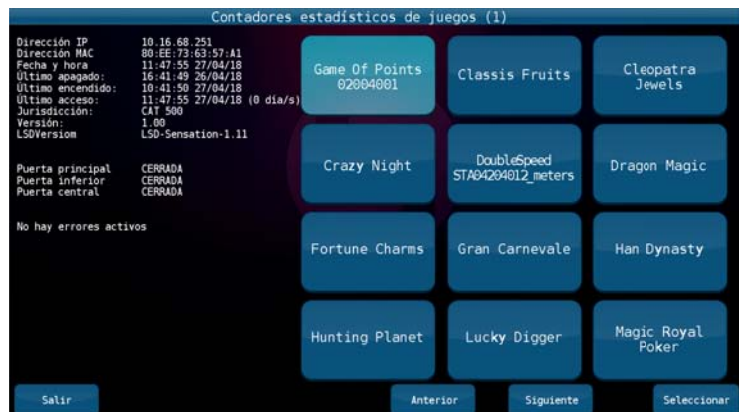 Contadores estadísticos de juegos (1)
Dirección IP 10.16.68.251
Dirección MAC 80:EE:73:63:57:A1
Fecha y hora 11:47:55 27/04/18
Último apagado: 16:41:49 26/04/18
Último encendido: 10:41:50 27/04/18
Último acceso: 11:47:55 27/04/18 (0 día/s)
Jurisdicción: CAT 500
Versión: 1.00
LSDVersiom LSD-Sensation-1.11
Puerta principal CERRADA
Puerta inferior CERRADA
Puerta central CERRADA
No hay errores activos
Game Of Points
02004001
Classis Fruits
Cleopatra
Jewels
Crazy Night
DoubleSpeed
STA04204012_meters
Dragon Magic
Fortune Charms
Gran Carnevale
Han Dynasty
Hunting Planet
Lucky Digger
Magic Royal
Poker
Salir
Anterior
Siguiente
Seleccionar